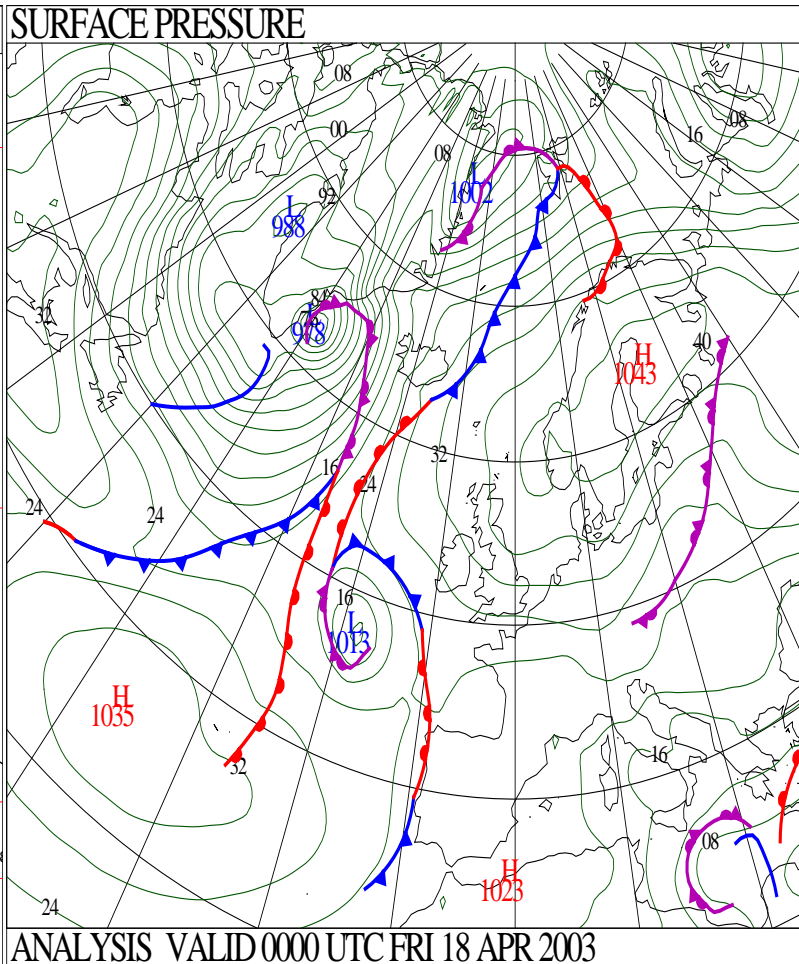 SURFACE PRESSURE
08
00
08
08
16
L
1002
92
L
988
84
L
978
32
40
H
1043
32
16
24
24
24
16
L
1013
H
1035
32
16
08
H
1023
24
ANALYSIS VALID 0000 UTC FRI 18 APR 2003